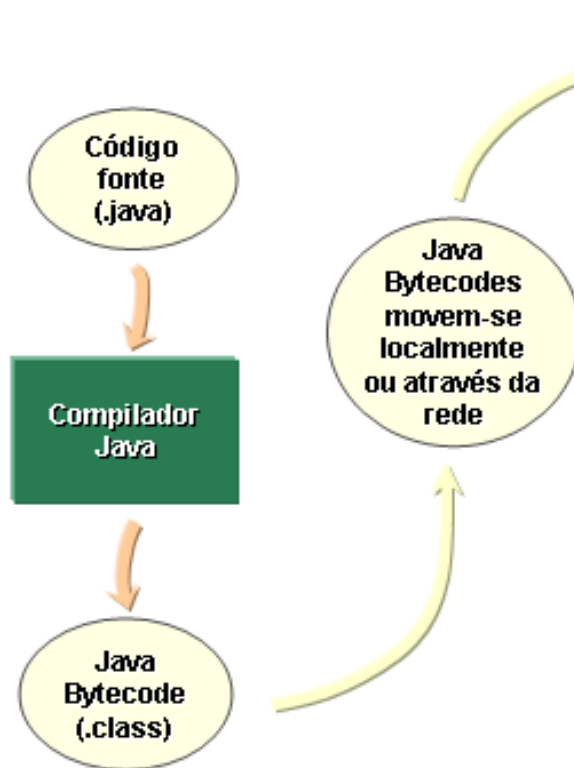 Código
fonte
(.java)
Compilador
Java
Java
Bytecode
(.class)
Java
Bytecodes
movem-se
localmente
ou através da
rede